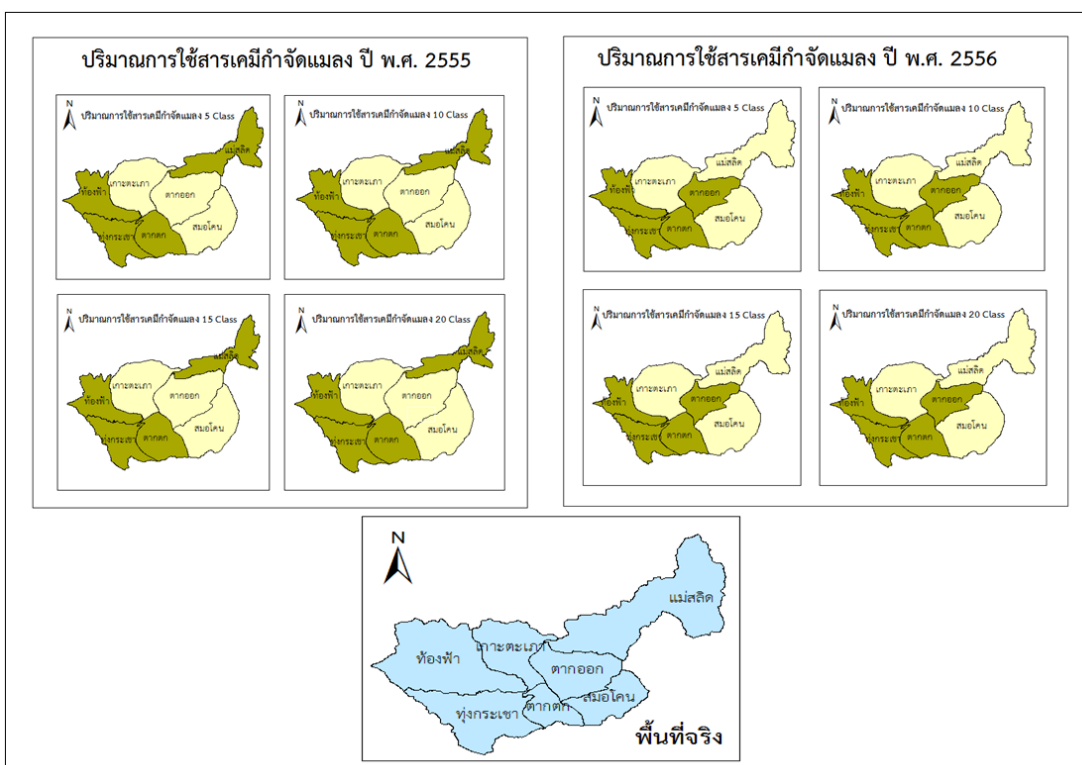 ปริมาณการใช้สารเคมีกำจัดแมลง ปี พ.ศ. 2555
N
ปริมาณการใช้สารเคมีกำจัดแมลง 5 Class
แม่สลิด
เกาะตะเภา
ท้องฟ้า
ตากออก
สมอโคน
ทุ่งกระเชา
ตากตก
N
ปริมาณการใช้สารเคมีกำจัดแมลง 10 Class
แม่สลิด
เกาะตะเภา
ท้องฟ้า
ตากออก
สมอโคน
ทุ่งกระเชา
ตากตก
N
ปริมาณการใช้สารเคมีกำจัดแมลง 15 Class
แม่สลิด
เกาะตะเภา
ท้องฟ้า
ตากออก
สมอโคน
ทุ่งกระเชา
ตากตก
N
ปริมาณการใช้สารเคมีกำจัดแมลง 20 Class
แม่สลิด
เกาะตะเภา
ท้องฟ้า
ตากออก
สมอโคน
ทุ่งกระเชา
ตากตก
ปริมาณการใช้สารเคมีกำจัดแมลง ปี พ.ศ. 2556
N
ปริมาณการใช้สารเคมีกำจัดแมลง 5 Class
แม่สลิด
เกาะตะเภา
ท้องฟ้า
ตากออก
สมอโคน
ทุ่งกระเชา
ตากตก
N
ปริมาณการใช้สารเคมีกำจัดแมลง 10 Class
แม่สลิด
เกาะตะเภา
ท้องฟ้า
ตากออก
สมอโคน
ทุ่งกระเชา
ตากตก
N
ปริมาณการใช้สารเคมีกำจัดแมลง 15 Class
แม่สลิด
เกาะตะเภา
ท้องฟ้า
ตากออก
สมอโคน
ทุ่งกระเชา
ตากตก
N
ปริมาณการใช้สารเคมีกำจัดแมลง 20 Class
แม่สลิด
เกาะตะเภา
ท้องฟ้า
ตากออก
สมอโคน
ทุ่งกระเชา
ตากตก
N
แม่สลิด
เกาะตะเภา
ท้องฟ้า
ตากออก
สมอโคน
ตากตก
ทุ่งกระเชา
พื้นที่จริง